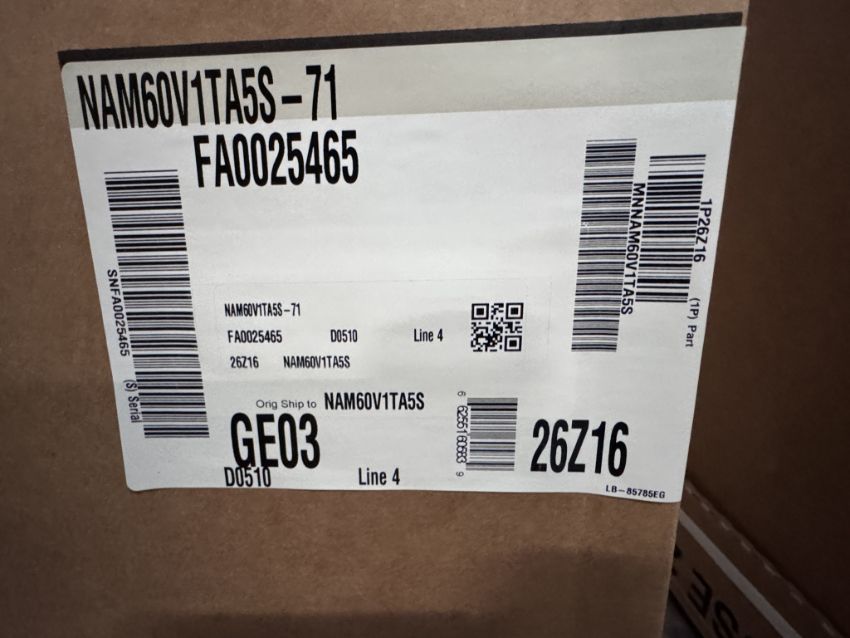 NAM60V1TA5S-71
FA0025465
SNFA0025465
(S) Serial
MNNAM60V1TA5S
1P26Z16
(1P) Part
NAM60V1TA5S-71
FA0025465 D0510 Line 4
26Z16 NAM60V1TA5S
Orig Ship to NAM60V1TA5S
GE03
D0510 Line 4
26Z16
LB-85785EG
SE